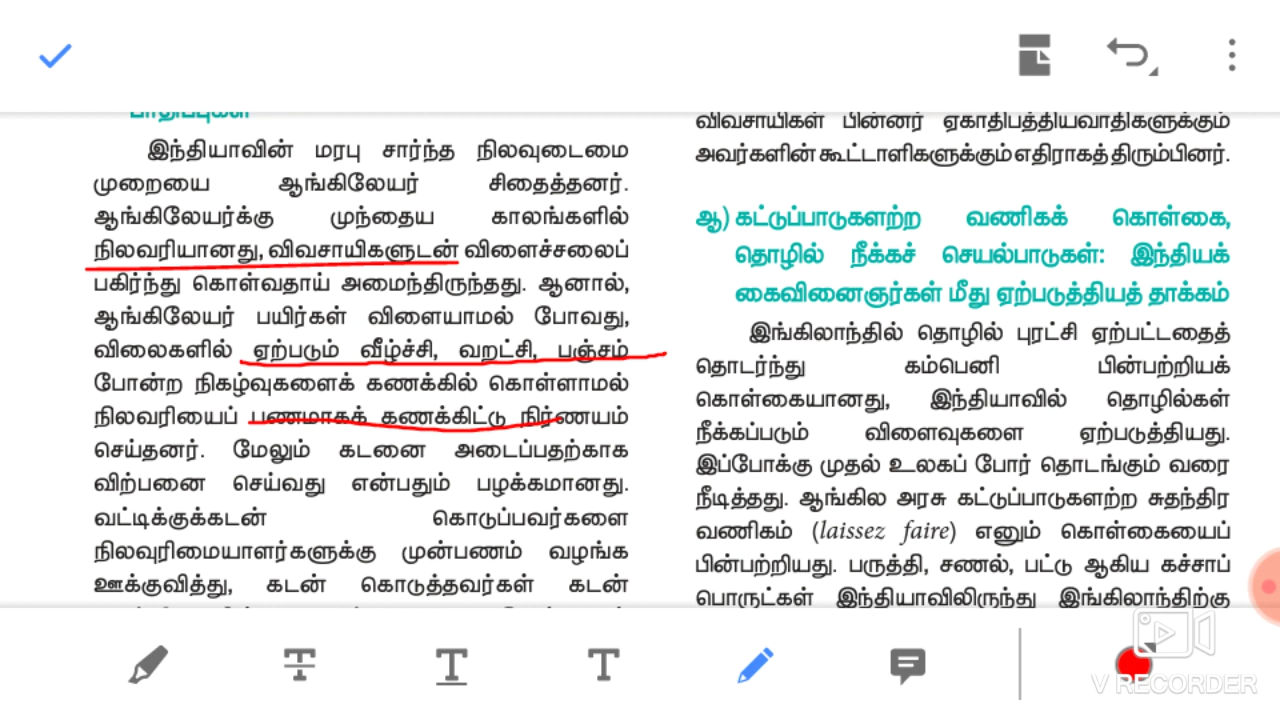 பாதிப்புகள்
இந்தியாவின் மரபு சார்ந்த நிலவுடைமை
முறையை ஆங்கிலேயர் சிதைத்தனர்.
ஆங்கிலேயர்க்கு முந்தைய காலங்களில்
நிலவரியானது, விவசாயிகளுடன் விளைச்சலைப்
பகிர்ந்து கொள்வதாய் அமைந்திருந்தது. ஆனால்,
ஆங்கிலேயர் பயிர்கள் விளையாமல் போவது,
விலைகளில் ஏற்படும் வீழ்ச்சி, வறட்சி, பஞ்சம்
போன்ற நிகழ்வுகளைக் கணக்கில் கொள்ளாமல்
நிலவரியைப் பணமாகக் கணக்கிட்டு நிர்ணயம்
செய்தனர். மேலும் கடனை அடைப்பதற்காக
விற்பனை செய்வது என்பதும் பழக்கமானது.
வட்டிக்குக்கடன் கொடுப்பவர்களை
நிலவுரிமையாளர்களுக்கு முன்பணம் வழங்க
ஊக்குவித்து, கடன் கொடுத்தவர்கள் கடன்
விவசாயிகள் பின்னர் ஏகாதிபத்தியவாதிகளுக்கும்
அவர்களின் கூட்டாளிகளுக்கும் எதிராகத் திரும்பினர்.
ஆ) கட்டுப்பாடுகளற்ற வணிகக் கொள்கை,
தொழில் நீக்கச் செயல்பாடுகள்: இந்தியக்
கைவினைஞர்கள் மீது ஏற்படுத்தியத் தாக்கம்
இங்கிலாந்தில் தொழில் புரட்சி ஏற்பட்டதைத்
தொடர்ந்து கம்பெனி பின்பற்றியக்
கொள்கையானது, இந்தியாவில் தொழில்கள்
நீக்கப்படும் விளைவுகளை ஏற்படுத்தியது.
இப்போக்கு முதல் உலகப் போர் தொடங்கும் வரை
நீடித்தது. ஆங்கில அரசு கட்டுப்பாடுகளற்ற சுதந்திர
வணிகம் (laissez faire) எனும் கொள்கையைப்
பின்பற்றியது. பருத்தி, சணல், பட்டு ஆகிய கச்சாப்
பொருட்கள் இந்தியாவிலிருந்து இங்கிலாந்திற்கு
T T T
V RECORDER